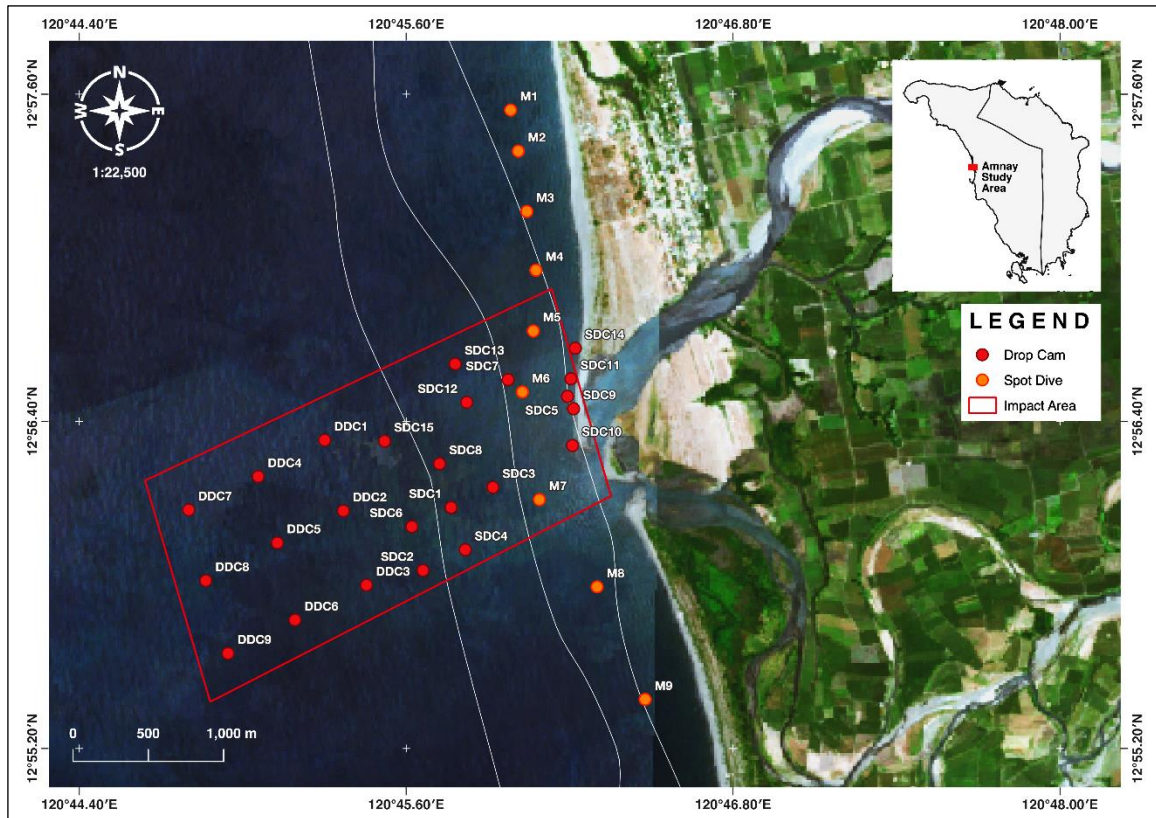 120°44.40'E 120°45.60'E 120°46.80'E 120°48.00'E
12°57.60'N
12°57.60'N
N
W E
S
1:22,500
M1
M2
M3
M4
M5
Amnay
Study
Area
LEGEND
Drop Cam
Spot Dive
Impact Area
SDC14
SDC13
SDC7
SDC11
M6
SDC12
SDC9
SDC5
12°56.40'N
12°56.40'N
DDC1
SDC15
SDC10
SDC8
DDC4
SDC3
DDC7
DDC2
SDC1
M7
SDC6
DDC5
SDC4
SDC2
DDC8
DDC3
M8
DDC6
DDC9
M9
0 500 1,000 m
12°55.20'N
12°55.20'N
120°44.40'E 120°45.60'E 120°46.80'E 120°48.00'E